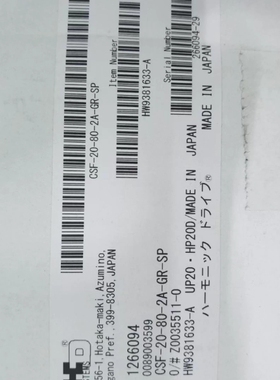 CSF-20-80-2A-GR-SP
Item Number
HW9381633-A
Serial Number
266094-29
MADE IN JAPAN
56-1, Hotaka-maki, Azumino,
gano Pref., 399-8305, JAPAN
1266094
0089003599
CSF-20-80-2A-GR-SP
O/# Z0035511-0
HW9381633-A UP20・HP20D/MADE IN JAPAN
ハーモニック ドライブ®